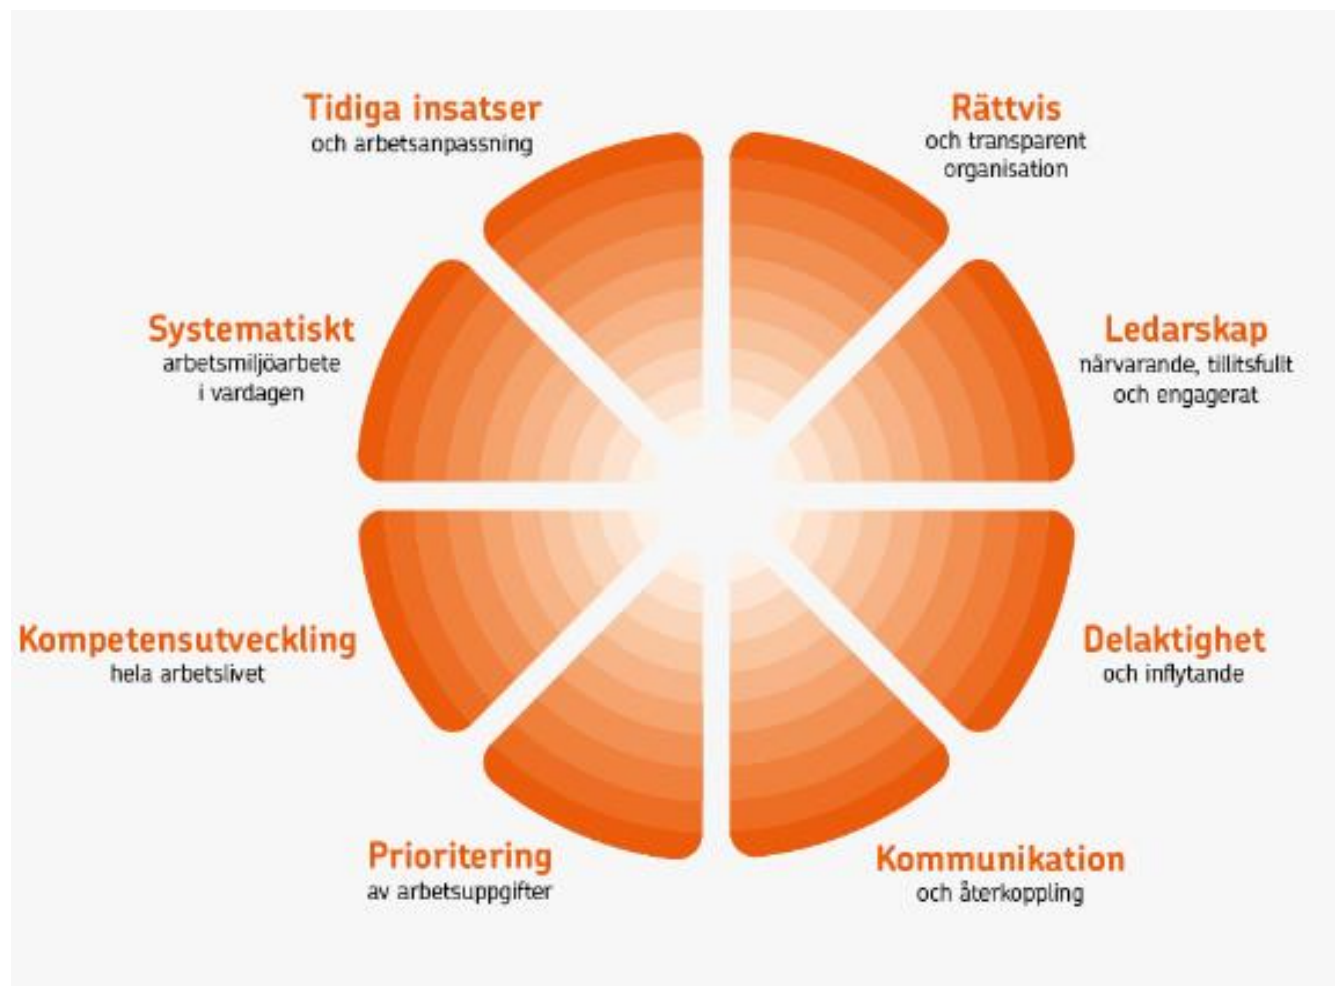 Tidiga insatser
och arbetsanpassning
Rättvis
och transparent
organisation
Systematiskt
arbetsmiljöarbete
i vardagen
Ledarskap
närvarande, tillitsfullt
och engagerat
Kompetensutveckling
hela arbetslivet
Delaktighet
och inflytande
Prioritering
av arbetsuppgifter
Kommunikation
och återkoppling